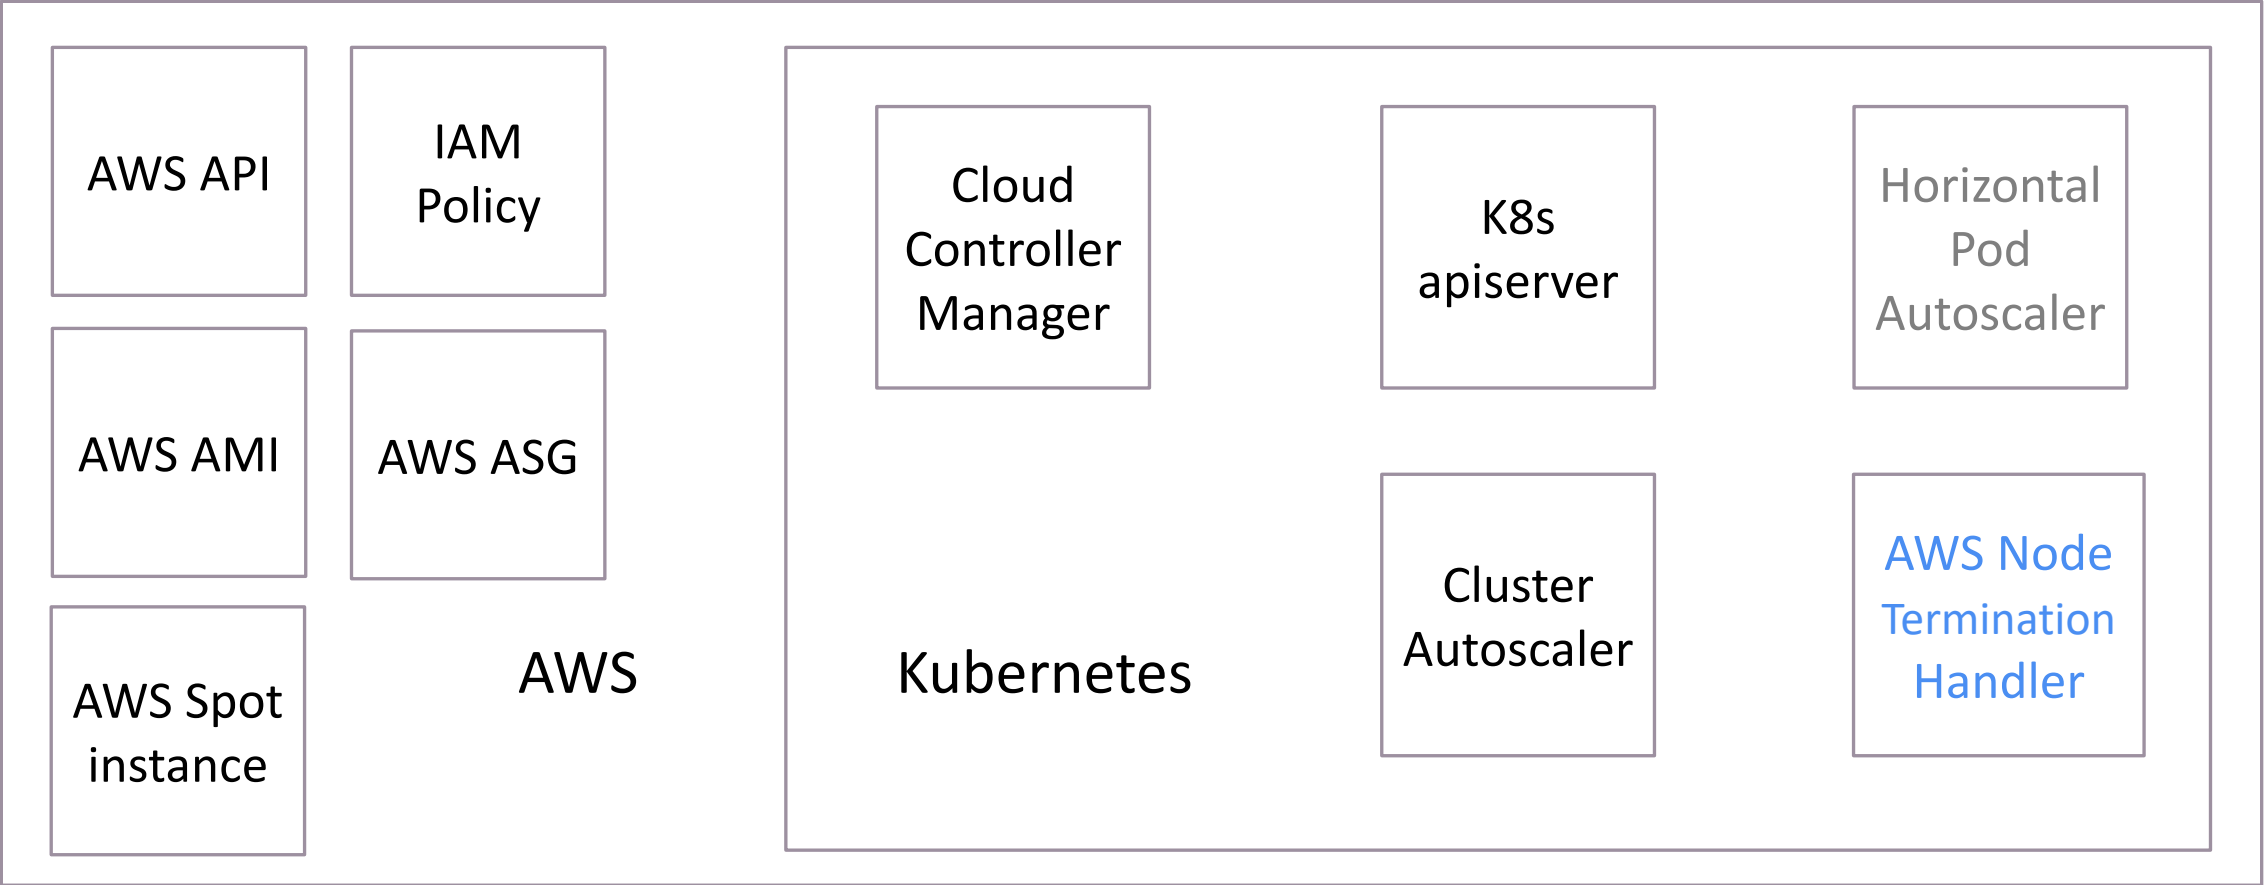 AWS API
IAM
Policy
AWS AMI
AWS ASG
AWS Spot
instance
AWS
Cloud
Controller
Manager
K8s
apiserver
Horizontal
Pod
Autoscaler
Kubernetes
Cluster
Autoscaler
AWS Node
Termination
Handler